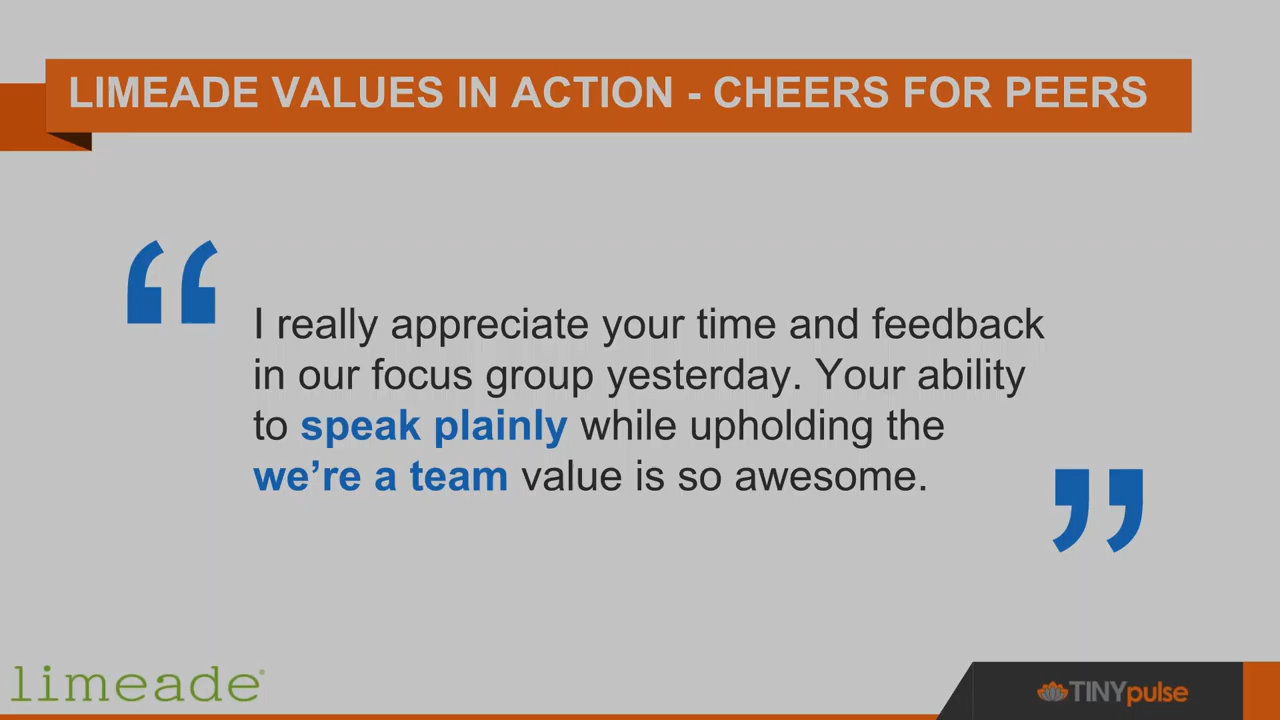 LIMEADE VALUES IN ACTION - CHEERS FOR PEERS
“
I really appreciate your time and feedback
in our focus group yesterday. Your ability
to speak plainly while upholding the
we’re a team value is so awesome.
”
limeade
TINYpulse